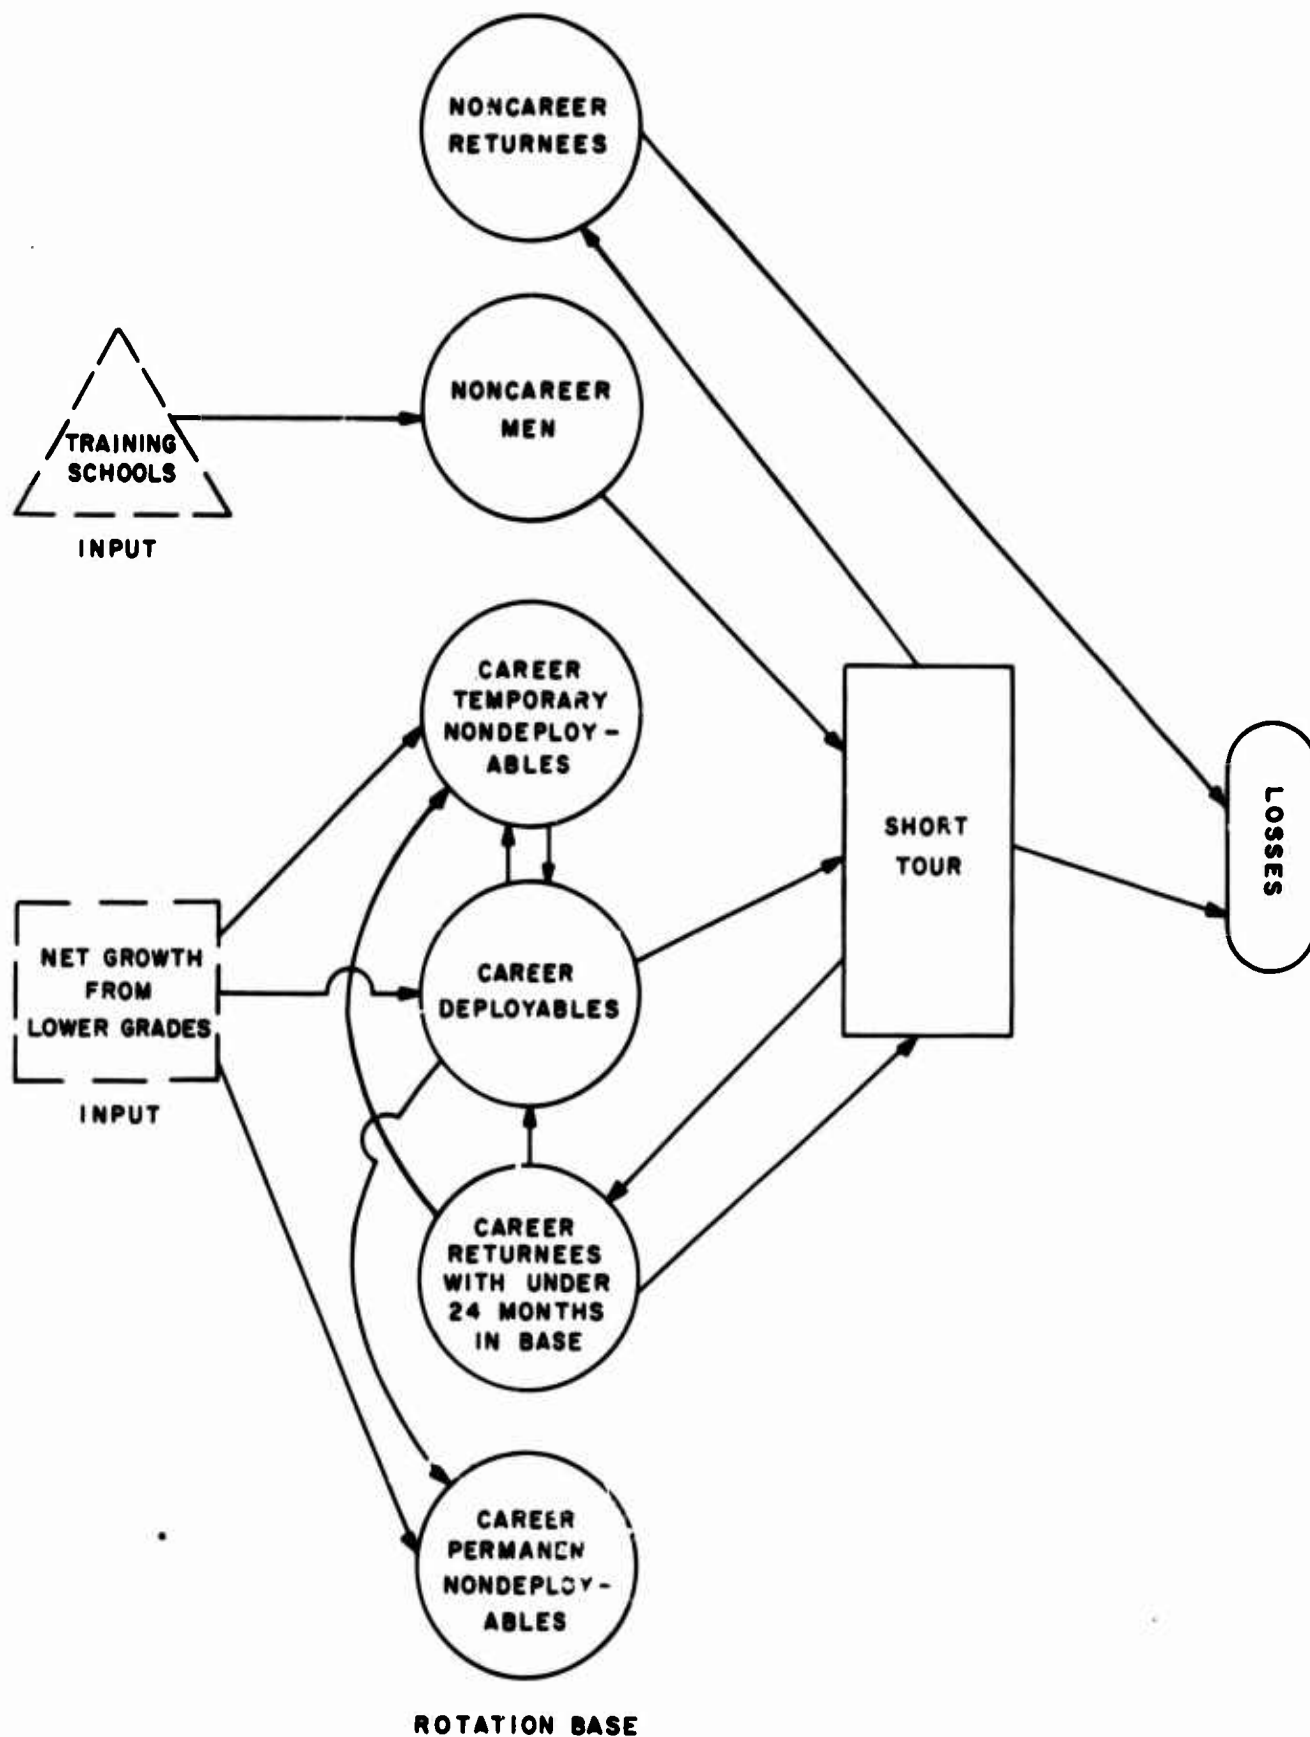 NONCAREER
RETURNEES
NONCAREER
MEN
TRAINING
SCHOOLS
INPUT
CAREER
TEMPORARY
NONDEPLOY-
ABLES
SHORT
TOUR
LOSSES
NET GROWTH
FROM
LOWER GRADES
INPUT
CAREER
DEPLOYABLES
CAREER
RETURNEES
WITH UNDER
24 MONTHS
IN BASE
CAREER
PERMANEN
NONDEPLOY-
ABLES
ROTATION BASE